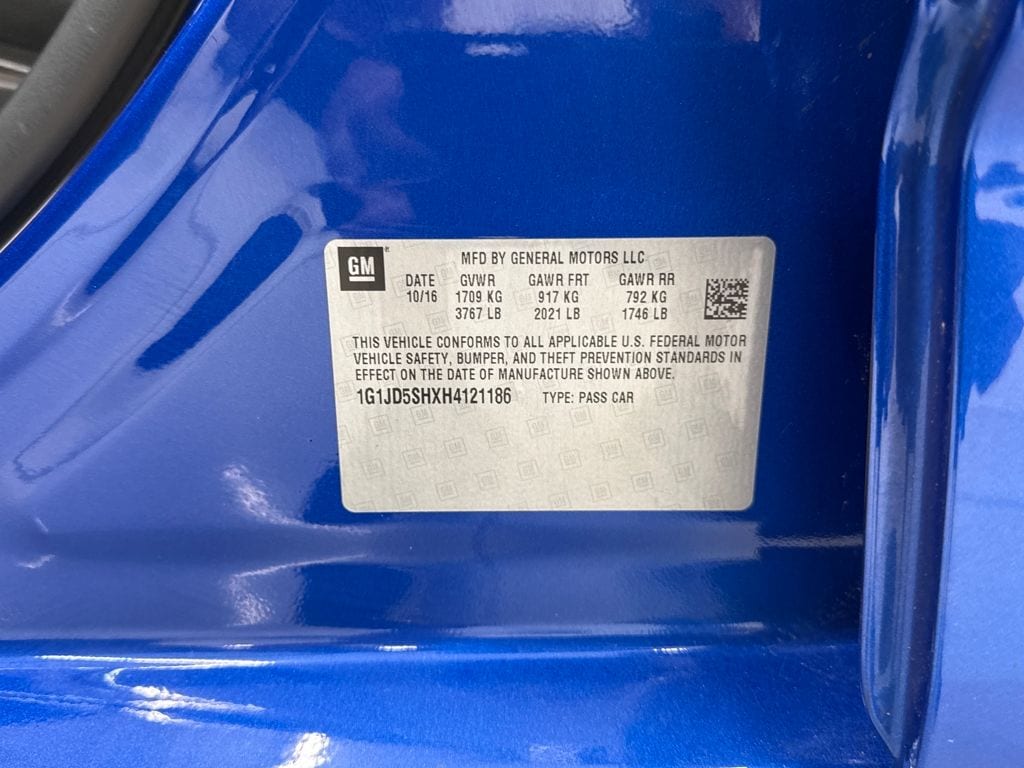 GM
MFD BY GENERAL MOTORS LLC
DATE GVWR GAWR FRT GAWR RR
10/16 1709 KG 917 KG 792 KG
3767 LB 2021 LB 1746 LB
THIS VEHICLE CONFORMS TO ALL APPLICABLE U.S. FEDERAL MOTOR
VEHICLE SAFETY, BUMPER, AND THEFT PREVENTION STANDARDS IN
EFFECT ON THE DATE OF MANUFACTURE SHOWN ABOVE.
1G1JD5SHXH4121186 TYPE: PASS CAR